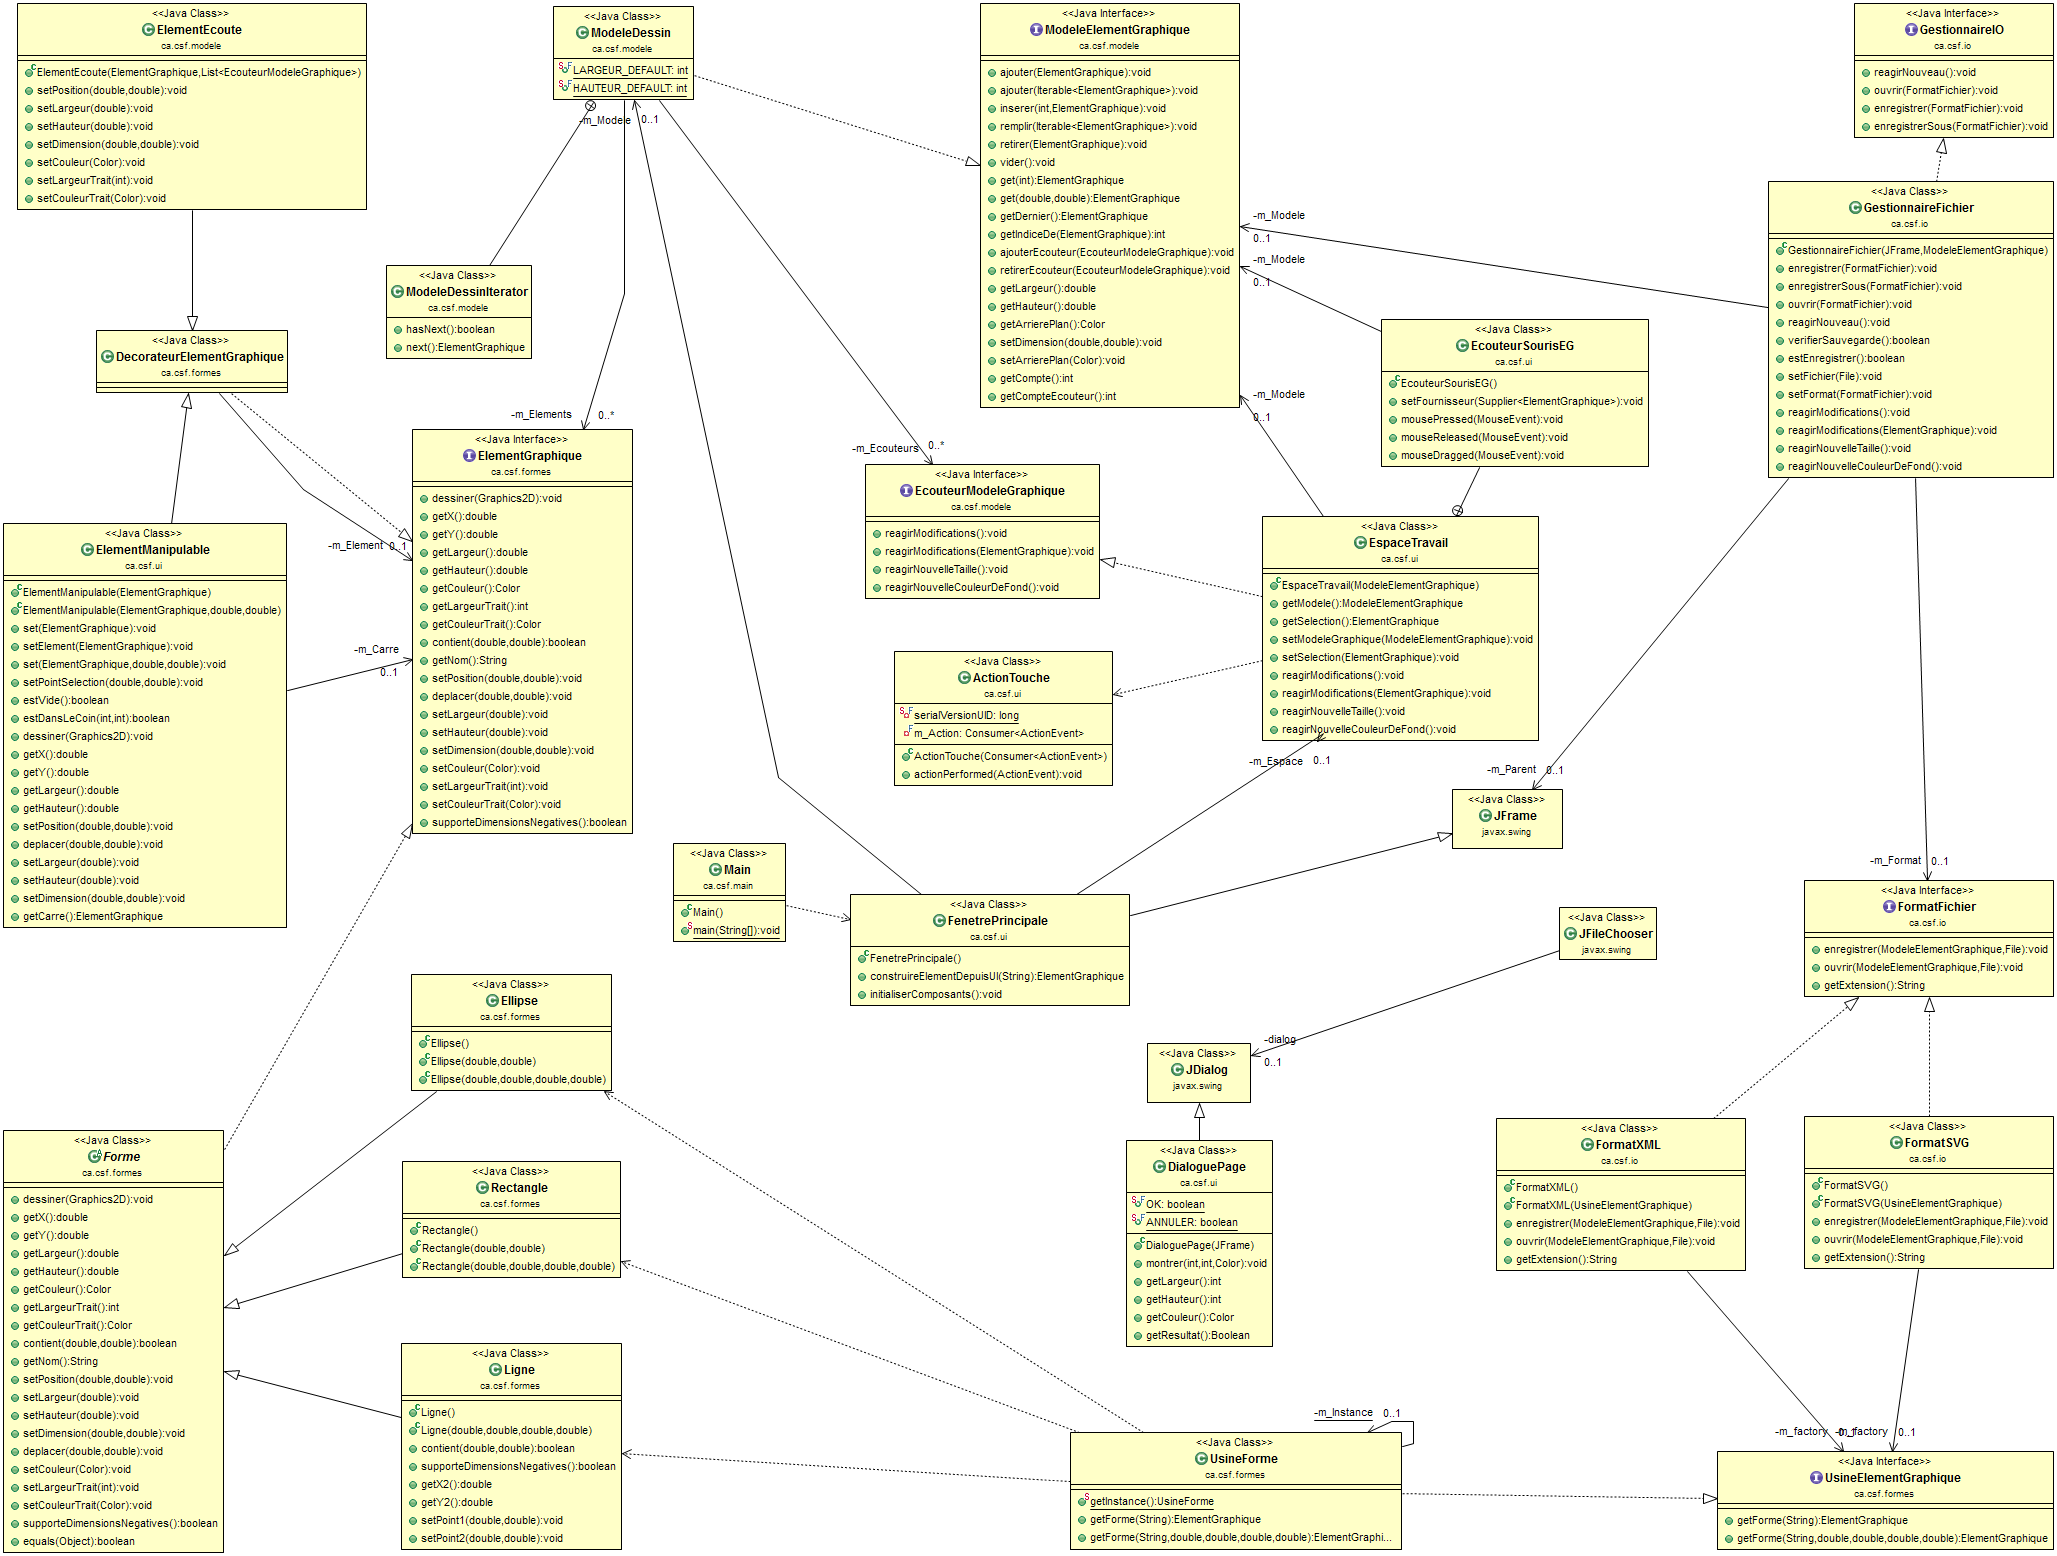 <<Java Class>>
ElementEcoute
ca.csf.modele
ElementEcoute(ElementGraphique,List<EcouteurModeleGraphique>)
setPosition(double,double):void
setLargeur(double):void
setHauteur(double):void
setDimension(double,double):void
setCouleur(Color):void
setLargeurTrait(int):void
setCouleurTrait(Color):void
<<Java Class>>
ModeleDessin
ca.csf.modele
LARGEUR_DEFAULT: int
HAUTEUR_DEFAULT: int
-m_Modele
0..1
<<Java Interface>>
ModeleElementGraphique
ca.csf.modele
ajouter(ElementGraphique):void
ajouter(Iterable<ElementGraphique>):void
inserer(int,ElementGraphique):void
remplir(Iterable<ElementGraphique>):void
retirer(ElementGraphique):void
vider():void
get(int):ElementGraphique
get(double,double):ElementGraphique
getDernier():ElementGraphique
getIndiceDe(ElementGraphique):int
ajouterEcouteur(EcouteurModeleGraphique):void
retirerEcouteur(EcouteurModeleGraphique):void
getLargeur():double
getHauteur():double
getArrierePlan():Color
setDimension(double,double):void
setArrierePlan(Color):void
getCompte():int
getCompteEcouteur():int
<<Java Interface>>
GestionnaireIO
ca.csf.io
reagirNouveau():void
ouvrir(FormatFichier):void
enregistrer(FormatFichier):void
enregistrerSous(FormatFichier):void
<<Java Class>>
GestionnaireFichier
ca.csf.io
GestionnaireFichier(JFrame,ModeleElementGraphique)
enregistrer(FormatFichier):void
enregistrerSous(FormatFichier):void
ouvrir(FormatFichier):void
reagirNouveau():void
verifierSauvegarde():boolean
estEnregistrer():boolean
setFichier(File):void
setFormat(FormatFichier):void
reagirModifications():void
reagirModifications(ElementGraphique):void
reagirNouvelleTaille():void
reagirNouvelleCouleurDeFond():void
-m_Modele
0..1
-m_Modele
0..1
-m_Modele
0..1
<<Java Class>>
ModeleDessinIterator
ca.csf.modele
hasNext():boolean
next():ElementGraphique
<<Java Class>>
EcouteurSourisEG
ca.csf.ui
EcouteurSourisEG()
setFournisseur(Supplier<ElementGraphique>):void
mousePressed(MouseEvent):void
mouseReleased(MouseEvent):void
mouseDragged(MouseEvent):void
<<Java Class>>
DecorateurElementGraphique
ca.csf.formes
-m_Elements
0..*
-m_Ecouteurs
0..*
<<Java Interface>>
ElementGraphique
ca.csf.formes
dessiner(Graphics2D):void
getX():double
getY():double
getLargeur():double
getHauteur():double
getCouleur():Color
getLargeurTrait():int
getCouleurTrait():Color
contient(double,double):boolean
getNom():String
setPosition(double,double):void
deplacer(double,double):void
setLargeur(double):void
setHauteur(double):void
setDimension(double,double):void
setCouleur(Color):void
setLargeurTrait(int):void
setCouleurTrait(Color):void
supporteDimensionsNegatives():boolean
<<Java Interface>>
EcouteurModeleGraphique
ca.csf.modele
reagirModifications():void
reagirModifications(ElementGraphique):void
reagirNouvelleTaille():void
reagirNouvelleCouleurDeFond():void
-m_Element
0..1
-m_Carre
0..1
<<Java Class>>
ElementManipulable
ca.csf.ui
ElementManipulable(ElementGraphique)
ElementManipulable(ElementGraphique,double,double)
set(ElementGraphique):void
setElement(ElementGraphique):void
set(ElementGraphique,double,double):void
setPointSelection(double,double):void
estVide():boolean
estDansLeCoin(int,int):boolean
dessiner(Graphics2D):void
getX():double
getY():double
getLargeur():double
getHauteur():double
setPosition(double,double):void
deplacer(double,double):void
setLargeur(double):void
setHauteur(double):void
setDimension(double,double):void
getCarre():ElementGraphique
<<Java Class>>
EspaceTravail
ca.csf.ui
EspaceTravail(ModeleElementGraphique)
getModele():ModeleElementGraphique
getSelection():ElementGraphique
setModeleGraphique(ModeleElementGraphique):void
setSelection(ElementGraphique):void
reagirModifications():void
reagirModifications(ElementGraphique):void
reagirNouvelleTaille():void
reagirNouvelleCouleurDeFond():void
<<Java Class>>
ActionTouche
ca.csf.ui
serialVersionUID: long
m_Action: Consumer<ActionEvent>
ActionTouche(Consumer<ActionEvent>)
actionPerformed(ActionEvent):void
-m_Espace
0..1
-m_Parent
0..1
<<Java Class>>
JFrame
javax.swing
<<Java Class>>
Main
ca.csf.main
Main()
main(String[]):void
<<Java Class>>
FenetrePrincipale
ca.csf.ui
FenetrePrincipale()
construireElementDepuisUI(String):ElementGraphique
initialiserComposants():void
-m_Format
0..1
<<Java Interface>>
FormatFichier
ca.csf.io
enregistrer(ModeleElementGraphique,File):void
ouvrir(ModeleElementGraphique,File):void
getExtension():String
<<Java Class>>
JFileChooser
javax.swing
-dialog
0..1
<<Java Class>>
JDialog
javax.swing
<<Java Class>>
Ellipse
ca.csf.formes
Ellipse()
Ellipse(double,double)
Ellipse(double,double,double,double)
<<Java Class>>
Forme
ca.csf.formes
dessiner(Graphics2D):void
getX():double
getY():double
getLargeur():double
getHauteur():double
getCouleur():Color
getLargeurTrait():int
getCouleurTrait():Color
contient(double,double):boolean
getNom():String
setPosition(double,double):void
setLargeur(double):void
setHauteur(double):void
setDimension(double,double):void
deplacer(double,double):void
setCouleur(Color):void
setLargeurTrait(int):void
setCouleurTrait(Color):void
supporteDimensionsNegatives():boolean
equals(Object):boolean
<<Java Class>>
Rectangle
ca.csf.formes
Rectangle()
Rectangle(double,double)
Rectangle(double,double,double,double)
<<Java Class>>
DialoguePage
ca.csf.ui
OK: boolean
ANNULER: boolean
DialoguePage(JFrame)
montrer(int,int,Color):void
getLargeur():int
getHauteur():int
getCouleur():Color
getResultat():Boolean
<<Java Class>>
FormatXML
ca.csf.io
FormatXML()
FormatXML(UsineElementGraphique)
enregistrer(ModeleElementGraphique,File):void
ouvrir(ModeleElementGraphique,File):void
getExtension():String
<<Java Class>>
FormatSVG
ca.csf.io
FormatSVG()
FormatSVG(UsineElementGraphique)
enregistrer(ModeleElementGraphique,File):void
ouvrir(ModeleElementGraphique,File):void
getExtension():String
<<Java Class>>
Ligne
ca.csf.formes
Ligne()
Ligne(double,double,double,double)
contient(double,double):boolean
supporteDimensionsNegatives():boolean
getX2():double
getY2():double
setPoint1(double,double):void
setPoint2(double,double):void
-m_Instance
0..1
<<Java Class>>
UsineForme
ca.csf.formes
getInstance():UsineForme
getForme(String):ElementGraphique
getForme(String,double,double,double,double):ElementGraphi...
-m_factory
0..1
-m_factory
0..1
<<Java Interface>>
UsineElementGraphique
ca.csf.formes
getForme(String):ElementGraphique
getForme(String,double,double,double,double):ElementGraphique